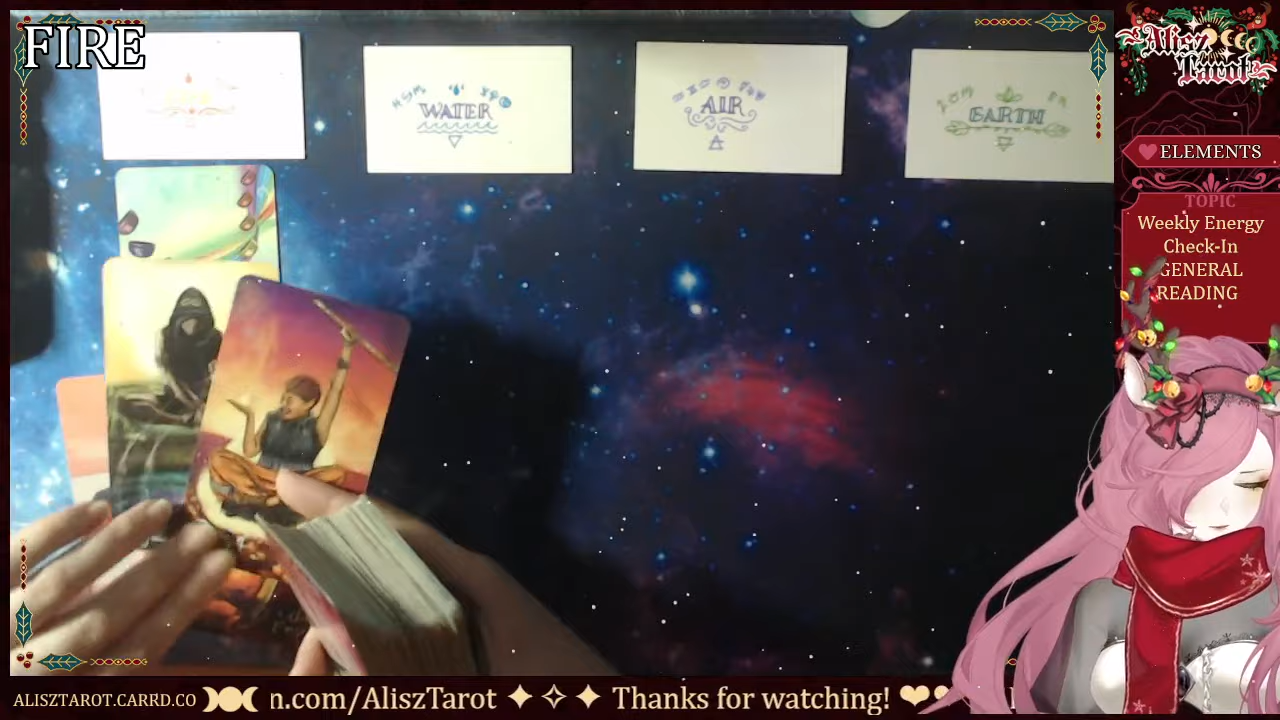 FIRE
WATER
AIR
EARTH
Alisz
Tarot
ELEMENTS
TOPIC
Weekly Energy
Check-In
GENERAL
READING
ALISZTAROT.CARRD.CO
n.com/AliszTarot ✦ ✧ ✦ Thanks for watching!